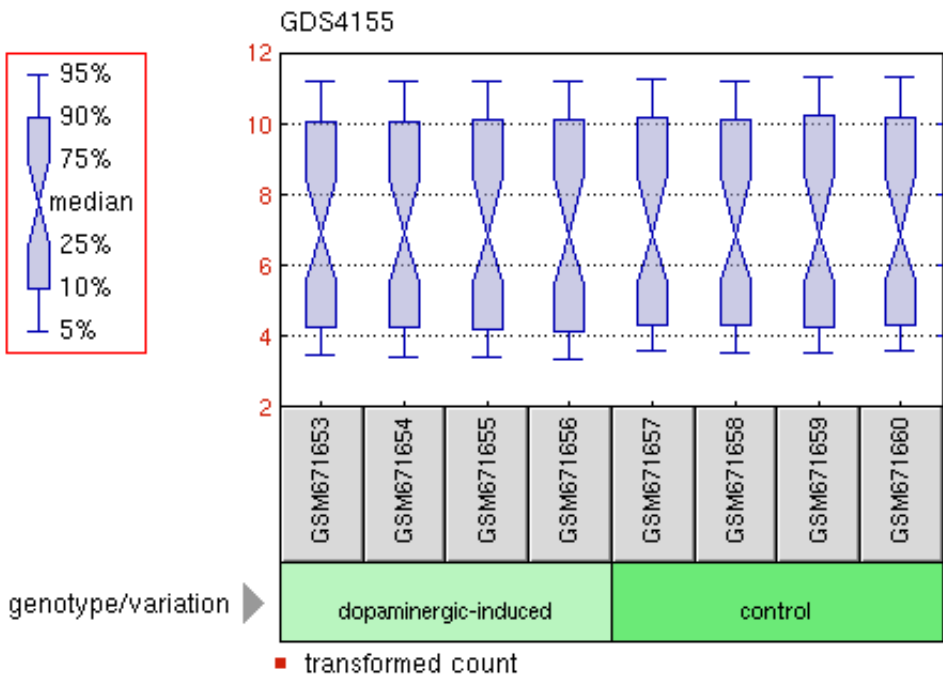 GDS4155
95%
90%
75%
median
25%
10%
5%
12
10
8
6
4
2
GSM671653
GSM671654
GSM671655
GSM671656
GSM671657
GSM671658
GSM671659
GSM671660
genotype/variation
dopaminergic-induced
control
transformed count